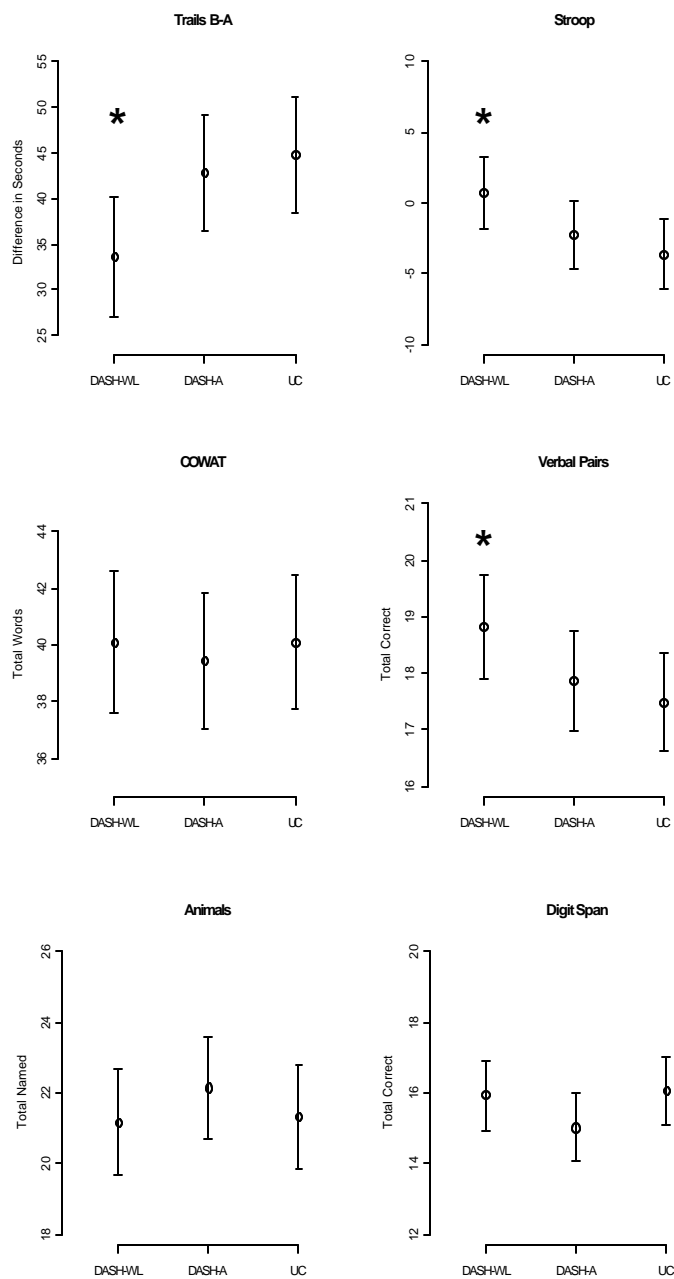 Trails B-A
Difference in Seconds
55
50
45
40
35
30
25
*
DASH-WL DASH-A UC
Stroop
10
5
0
-5
-10
*
DASH-WL DASH-A UC
COWAT
Total Words
44
42
40
38
36
DASH-WL DASH-A UC
Verbal Pairs
Total Correct
21
20
19
18
17
16
*
DASH-WL DASH-A UC
Animals
Total Named
26
24
22
20
18
DASH-WL DASH-A UC
Digit Span
Total Correct
20
18
16
14
12
DASH-WL DASH-A UC